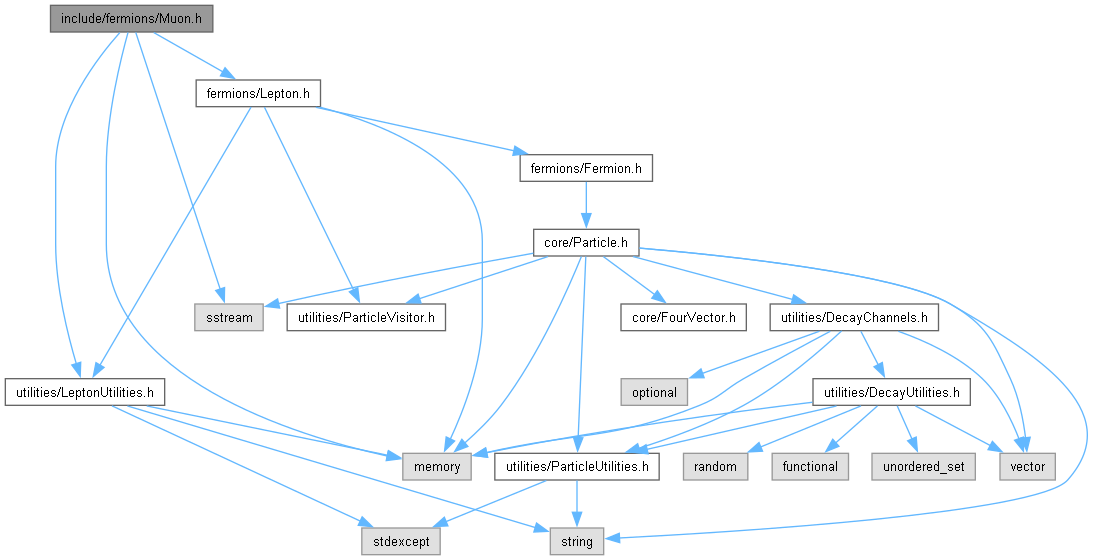 include/fermions/Muon.h
fermions/Lepton.h
fermions/Fermion.h
core/Particle.h
sstream
utilities/ParticleVisitor.h
core/FourVector.h
utilities/DecayChannels.h
utilities/LeptonUtilities.h
optional
utilities/DecayUtilities.h
memory
utilities/ParticleUtilities.h
random
functional
unordered_set
vector
stdexcept
string